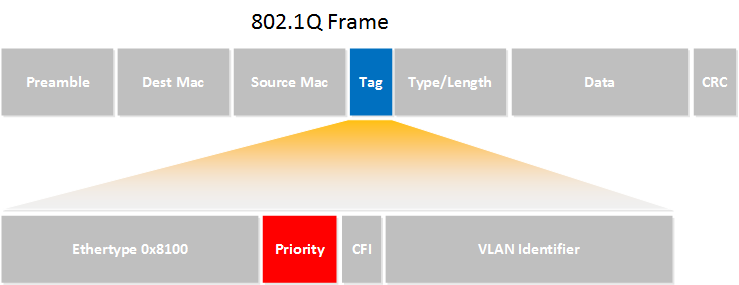 802.1Q Frame
Preamble Dest Mac Source Mac Tag Type/Length Data CRC
Ethertype 0x8100 Priority CFI VLAN Identifier